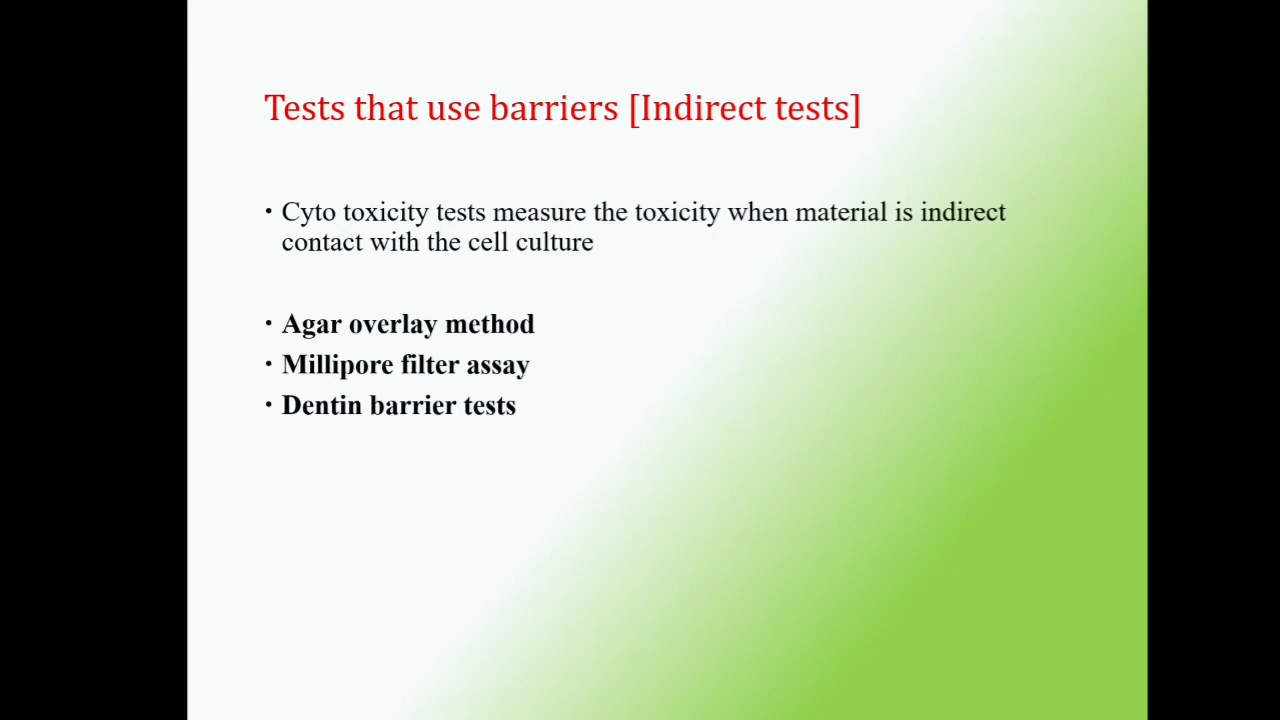 Tests that use barriers [Indirect tests]
• Cyto toxicity tests measure the toxicity when material is indirect
contact with the cell culture
• Agar overlay method
• Millipore filter assay
• Dentin barrier tests